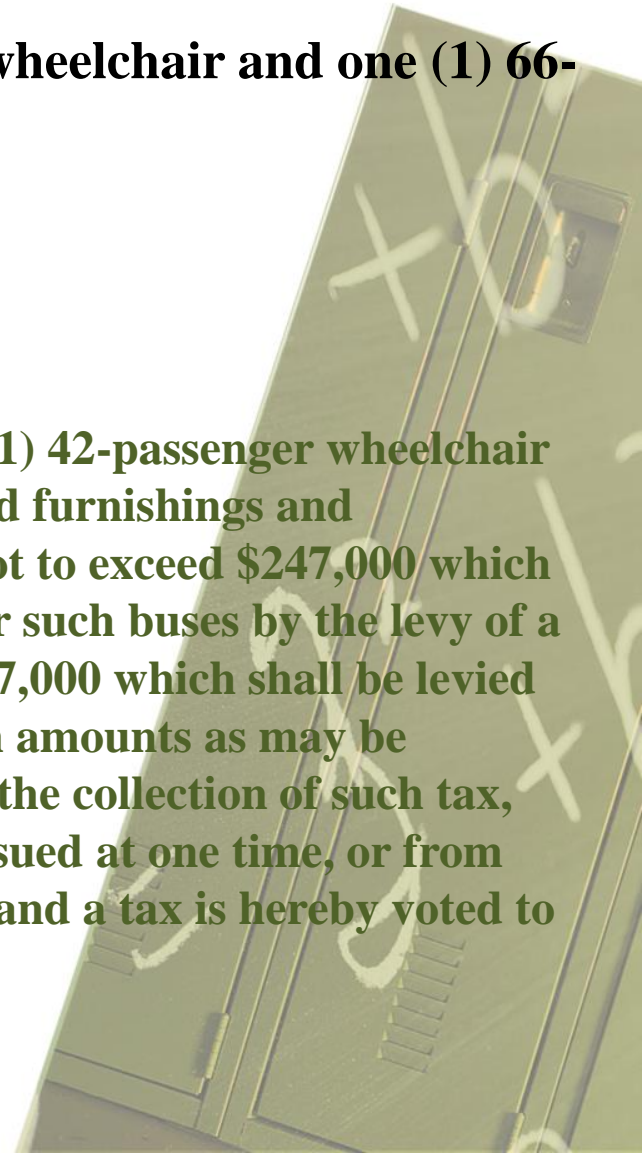 wheelchair and one (1) 66-
1) 42-passenger wheelchair
d furnishings and
ot to exceed $247,000 which
r such buses by the levy of a
7,000 which shall be levied
amounts as may be
the collection of such tax,
sued at one time, or from
and a tax is hereby voted to